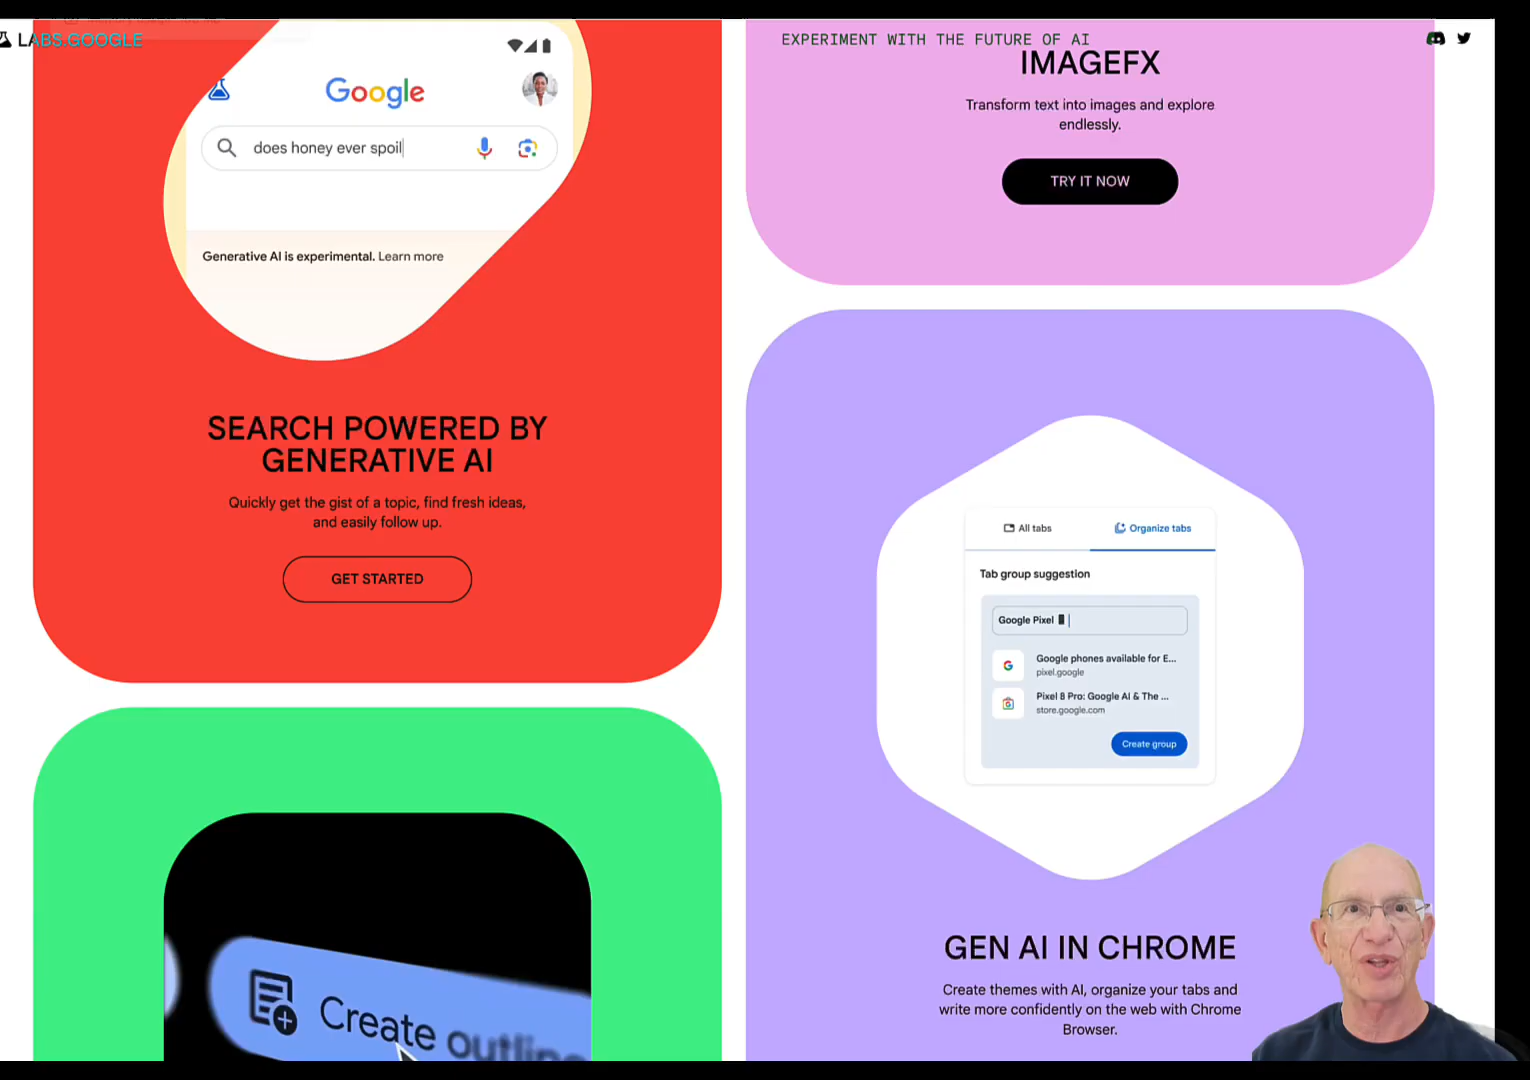 LABS.GOOGLE
EXPERIMENT WITH THE FUTURE OF AI
Google
does honey ever spoil
Generative AI is experimental. Learn more
SEARCH POWERED BY
GENERATIVE AI
Quickly get the gist of a topic, find fresh ideas,
and easily follow up.
GET STARTED
Create outline
IMAGEFX
Transform text into images and explore
endlessly.
TRY IT NOW
All tabs
Organize tabs
Tab group suggestion
Google Pixel
Google phones available for E...
pixel.google
Pixel 8 Pro: Google AI & The ...
store.google.com
Create group
GEN AI IN CHROME
Create themes with AI, organize your tabs and
write more confidently on the web with Chrome
Browser.